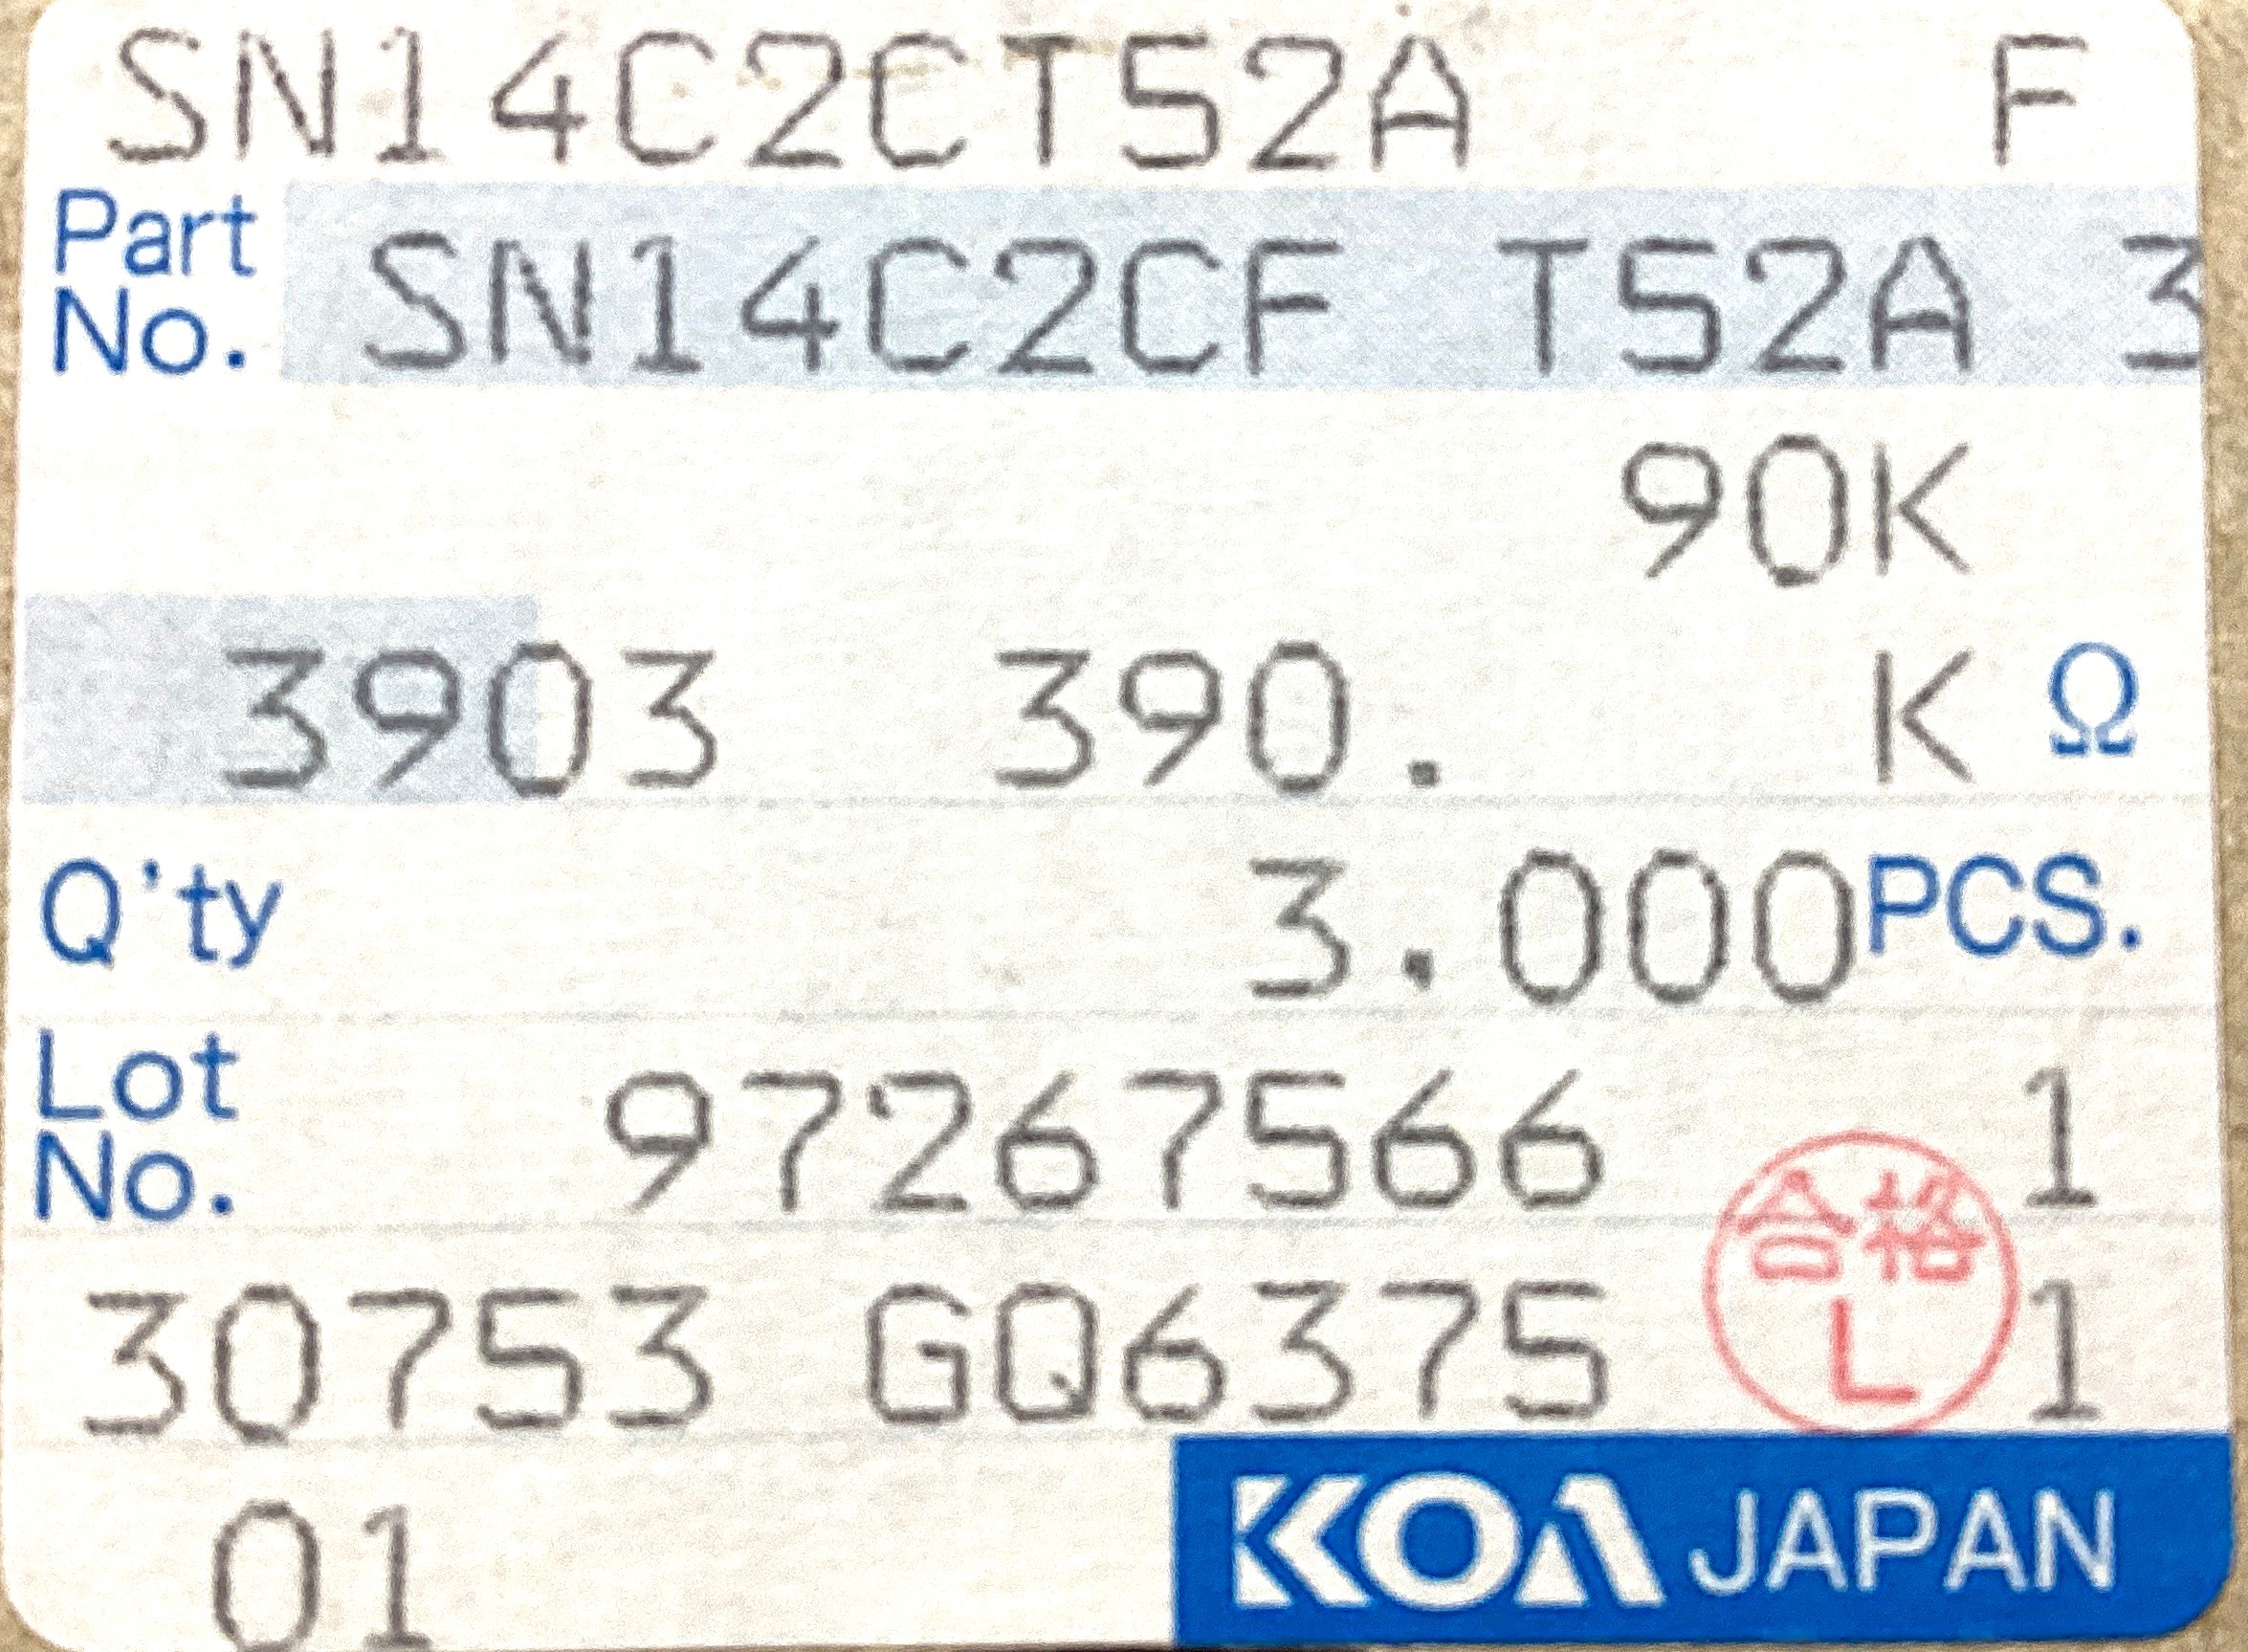 SN14C2CT52A F
Part No. SN14C2CF T52A 3
90K
3903 390. K Ω
Q'ty 3.000 PCS.
Lot No. 97267566 1
合格
L
30753 GQ6375 1
01
KOA JAPAN